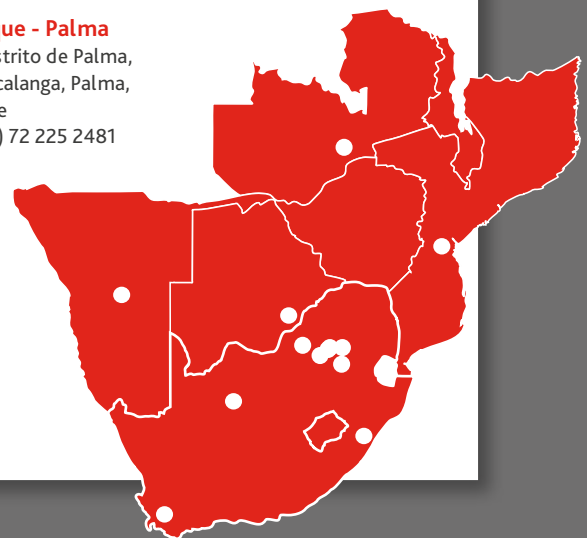 ue - Palma
strito de Palma,
calanga, Palma,
e
) 72 225 2481